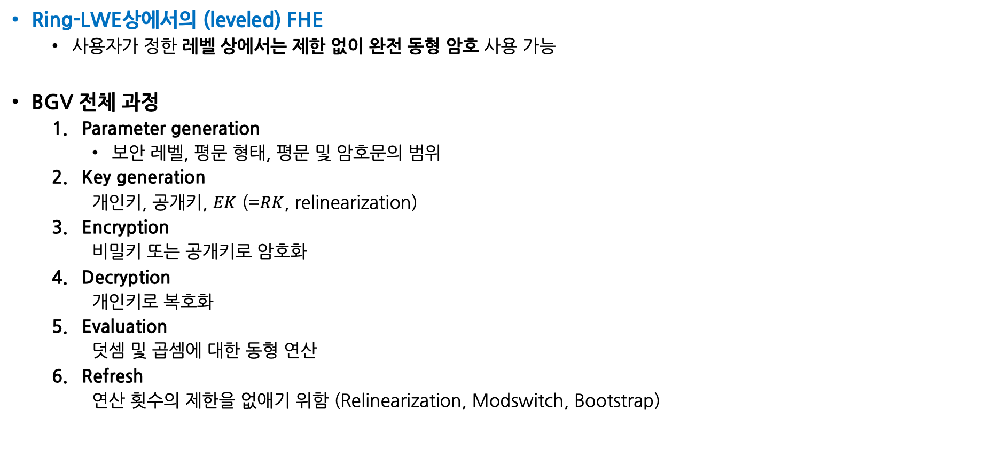 • Ring-LWE상에서의 (leveled) FHE
• 사용자가 정한 레벨 상에서는 제한 없이 완전 동형 암호 사용 가능
• BGV 전체 과정
1. Parameter generation
• 보안 레벨, 평문 형태, 평문 및 암호문의 범위
2. Key generation
개인키, 공개키, EK (=RK, relinearization)
3. Encryption
비밀키 또는 공개키로 암호화
4. Decryption
개인키로 복호화
5. Evaluation
덧셈 및 곱셈에 대한 동형 연산
6. Refresh
연산 횟수의 제한을 없애기 위함 (Relinearization, Modswitch, Bootstrap)